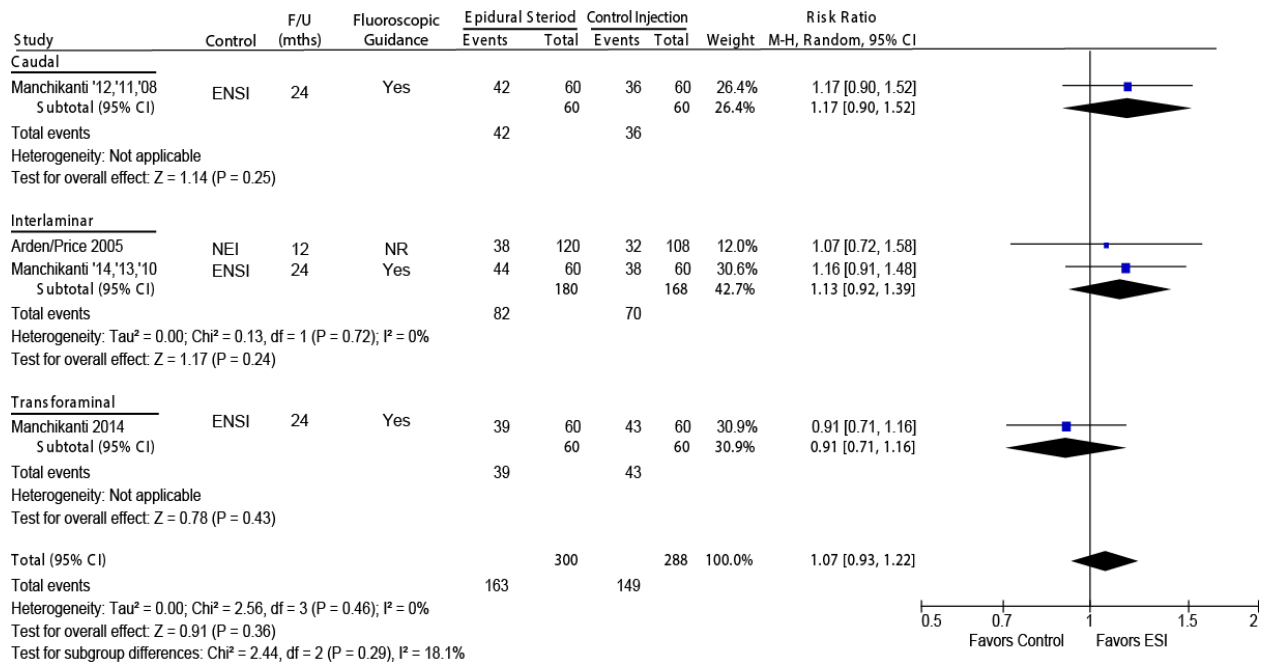 F/U Fluoroscopic Epidural Steriod Control Injection Risk Ratio
Study Control (mths) Guidance Events Total Events Total Weight M-H, Random, 95% CI
Caudal
Manchikanti '12,'11,'08 ENSI 24 Yes 42 60 36 60 26.4% 1.17 [0.90, 1.52]
Subtotal (95% CI) 60 60 26.4% 1.17 [0.90, 1.52]
Total events 42 36
Heterogeneity: Not applicable
Test for overall effect: Z = 1.14 (P = 0.25)
Interlaminar
Arden/Price 2005 NEI 12 NR 38 120 32 108 12.0% 1.07 [0.72, 1.58]
Manchikanti '14,'13,'10 ENSI 24 Yes 44 60 38 60 30.6% 1.16 [0.91, 1.48]
Subtotal (95% CI) 180 168 42.7% 1.13 [0.92, 1.39]
Total events 82 70
Heterogeneity: Tau² = 0.00; Chi² = 0.13, df = 1 (P = 0.72); I² = 0%
Test for overall effect: Z = 1.17 (P = 0.24)
Transforaminal
Manchikanti 2014 ENSI 24 Yes 39 60 43 60 30.9% 0.91 [0.71, 1.16]
Subtotal (95% CI) 60 60 30.9% 0.91 [0.71, 1.16]
Total events 39 43
Heterogeneity: Not applicable
Test for overall effect: Z = 0.78 (P = 0.43)
Total (95% CI) 300 288 100.0% 1.07 [0.93, 1.22]
Total events 163 149
Heterogeneity: Tau² = 0.00; Chi² = 2.56, df = 3 (P = 0.46); I² = 0%
Test for overall effect: Z = 0.91 (P = 0.36)
Test for subgroup differences: Chi² = 2.44, df = 2 (P = 0.29), I² = 18.1%
0.5 0.7 1 1.5 2
Favors Control Favors ESI